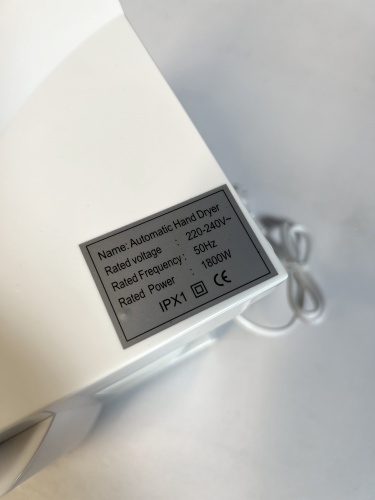 Name: Automatic Hand Dryer
Rated voltage : 220-240V~
Rated Frequency : 50Hz
Rated Power : 1800W
IPX1 CE